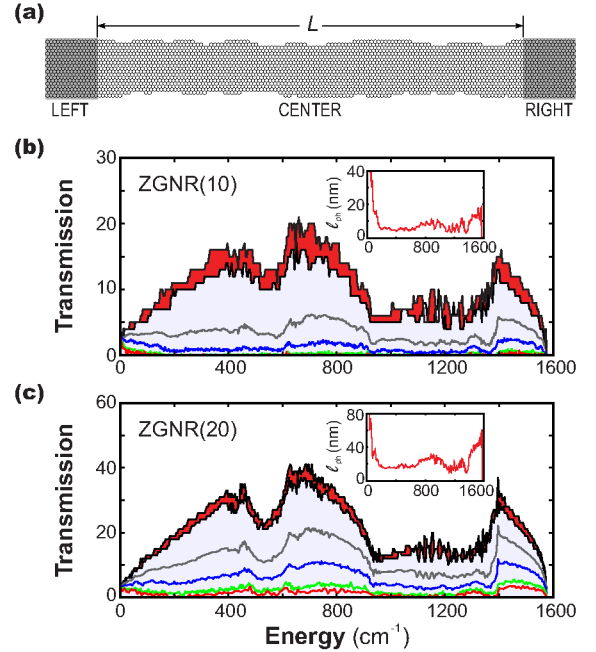 (a)
L
LEFT CENTER RIGHT
(b)
30
20
10
0
Transmission
ZGNR(10)
40
20
0
ℓph (nm)
0 800 1600
0 400 800 1200 1600
(c)
60
40
20
0
Transmission
ZGNR(20)
80
40
0
ℓph (nm)
0 800 1600
0 400 800 1200 1600
Energy (cm-1)